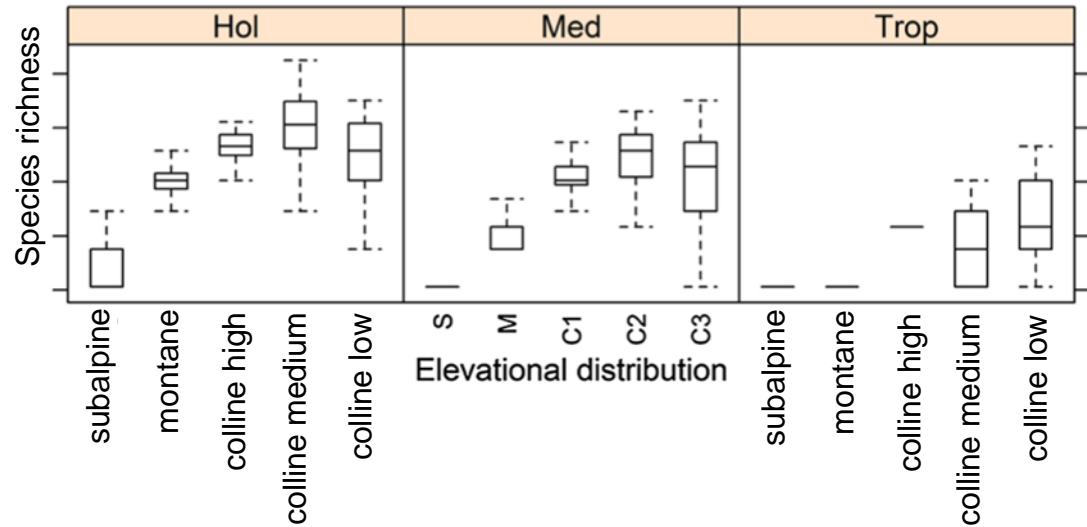 Hol
Med
Trop
Species richness
subalpine
montane
colline high
colline medium
colline low
S
M
C1
C2
C3
Elevational distribution
subalpine
montane
colline high
colline medium
colline low